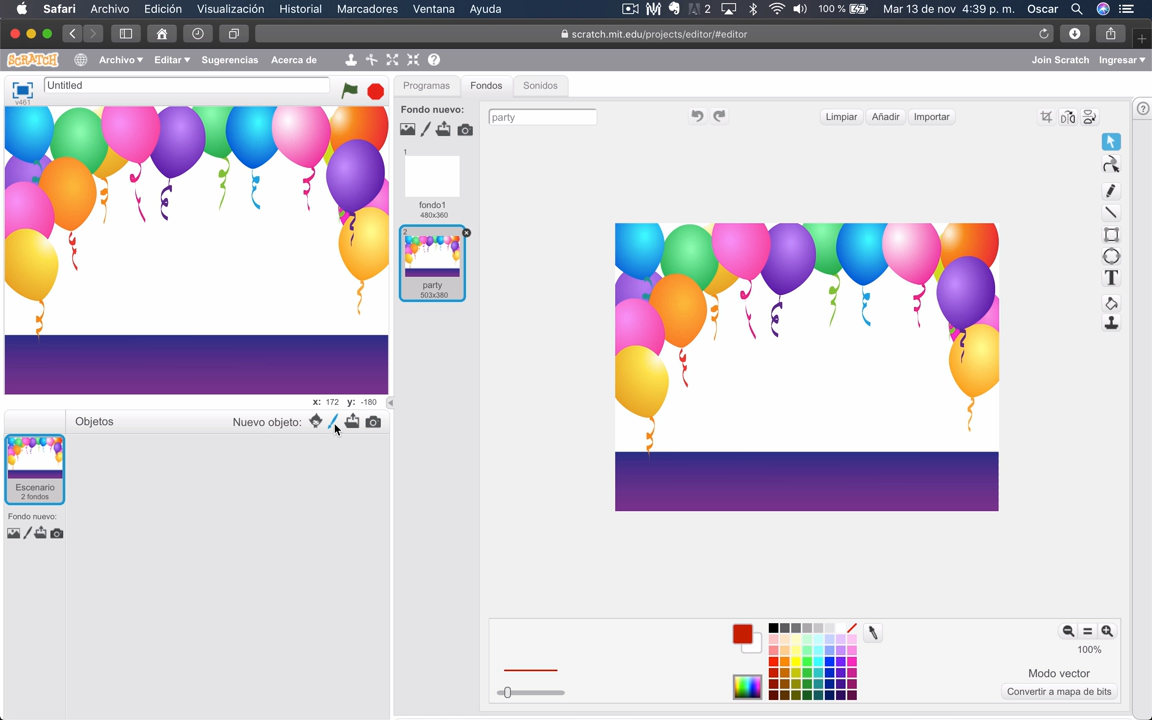 Safari Archivo Edición Visualización Historial Marcadores Ventana Ayuda 2 100 % Mar 13 de nov 4:39 p. m. Oscar
scratch.mit.edu/projects/editor/#editor
SCRATCH Archivo Editar Sugerencias Acerca de Join Scratch Ingresar
Untitled
v461
Programas Fondos Sonidos
Fondo nuevo:
party
Limpiar Añadir Importar
1
fondo1
480x360
2
party
503x380
T
x: 172 y: -180
Objetos Nuevo objeto:
Escenario
2 fondos
Fondo nuevo:
100%
Modo vector
Convertir a mapa de bits